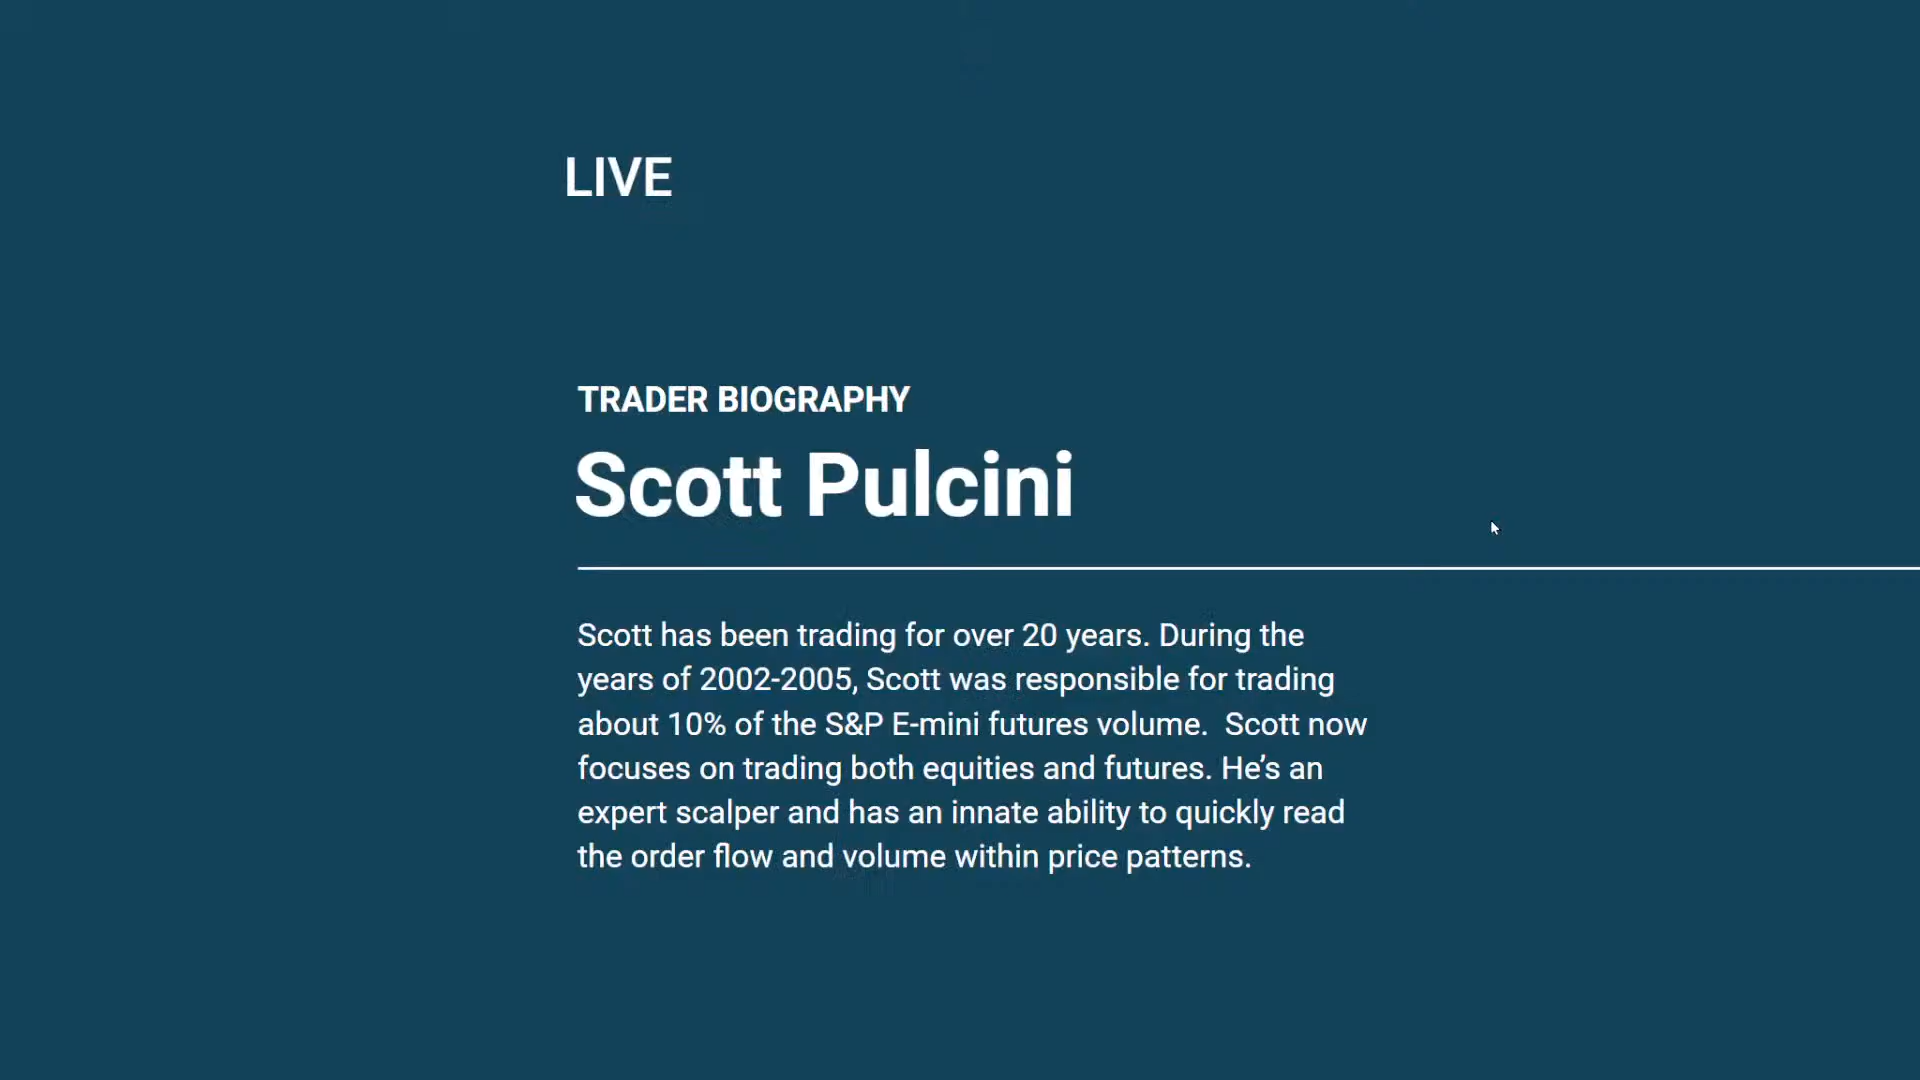 LIVE
TRADER BIOGRAPHY
Scott Pulcini
Scott has been trading for over 20 years. During the
years of 2002-2005, Scott was responsible for trading
about 10% of the S&P E-mini futures volume.  Scott now
focuses on trading both equities and futures. He’s an
expert scalper and has an innate ability to quickly read
the order flow and volume within price patterns.